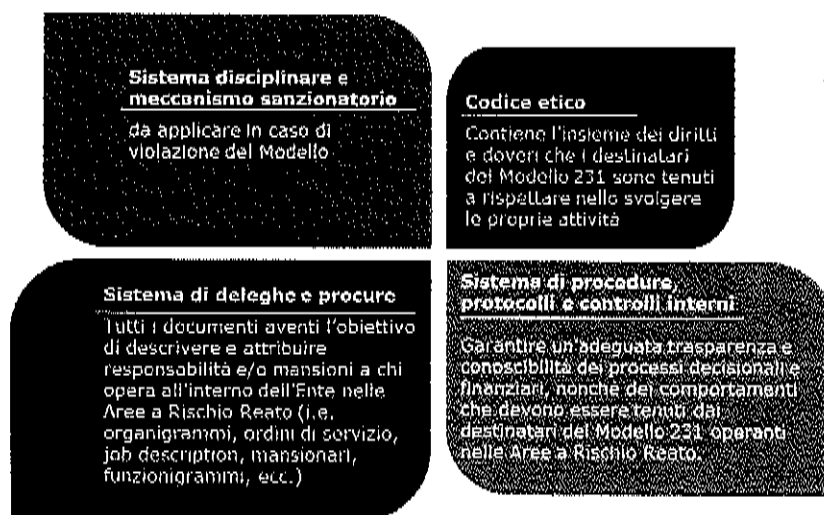 Sistema disciplinare e
meccanismo sanzionatorio
da applicare in caso di
violazione del Modello
Codice etico
Contiene l'insieme dei diritti
e doveri che i destinatari
del Modello 231 sono tenuti
a rispettare nello svolgere
le proprie attività
Sistema di deleghe e procure
Tutti i documenti aventi l'obiettivo
di descrivere e attribuire
responsabilità e/o mansioni a chi
opera all'interno dell'Ente nelle
Aree a Rischio Reato (i.e.
organigrammi, ordini di servizio,
job description, mansionari,
funzionigrammi, ecc.)
Sistema di procedure,
protocolli e controlli interni
Garantire un'adeguata trasparenza e
conoscibilità dei processi decisionali e
finanziari, nonché dei comportamenti
che devono essere tenuti dai
destinatari del Modello 231 operanti
nelle Aree a Rischio Reato.